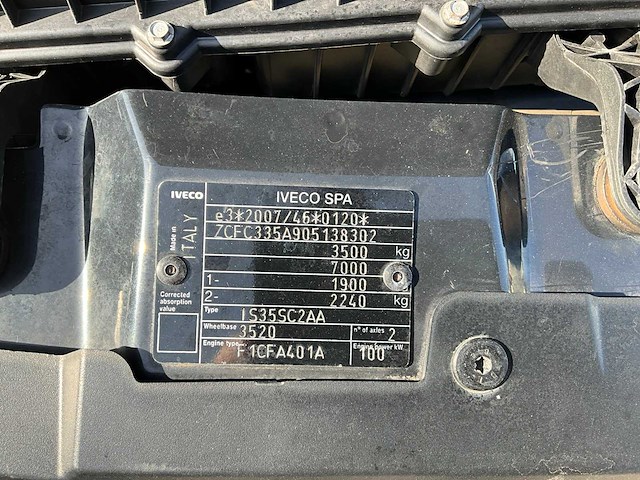 IVECO
IVECO SPA
Made in
ITALY
e3*2007/46*0120*
ZCFC335A905138302
3500 kg
7000
1- 1900
2- 2240 kg
Corrected
absorption
value
Type IS35SC2AA
Wheelbase 3520 n° of axles 2
Engine type F1CFA401A Engine power kW 100